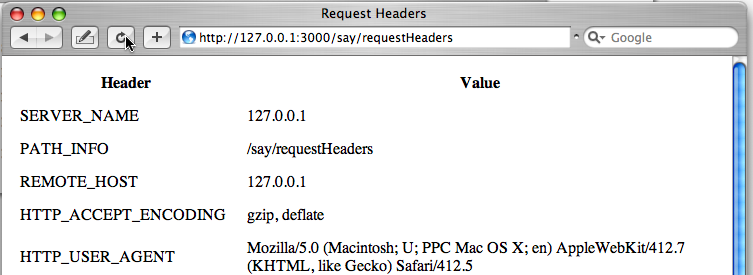 Request Headers
http://127.0.0.1:3000/say/requestHeaders
Google
Header Value
SERVER_NAME 127.0.0.1
PATH_INFO /say/requestHeaders
REMOTE_HOST 127.0.0.1
HTTP_ACCEPT_ENCODING gzip, deflate
HTTP_USER_AGENT Mozilla/5.0 (Macintosh; U; PPC Mac OS X; en) AppleWebKit/412.7
(KHTML, like Gecko) Safari/412.5